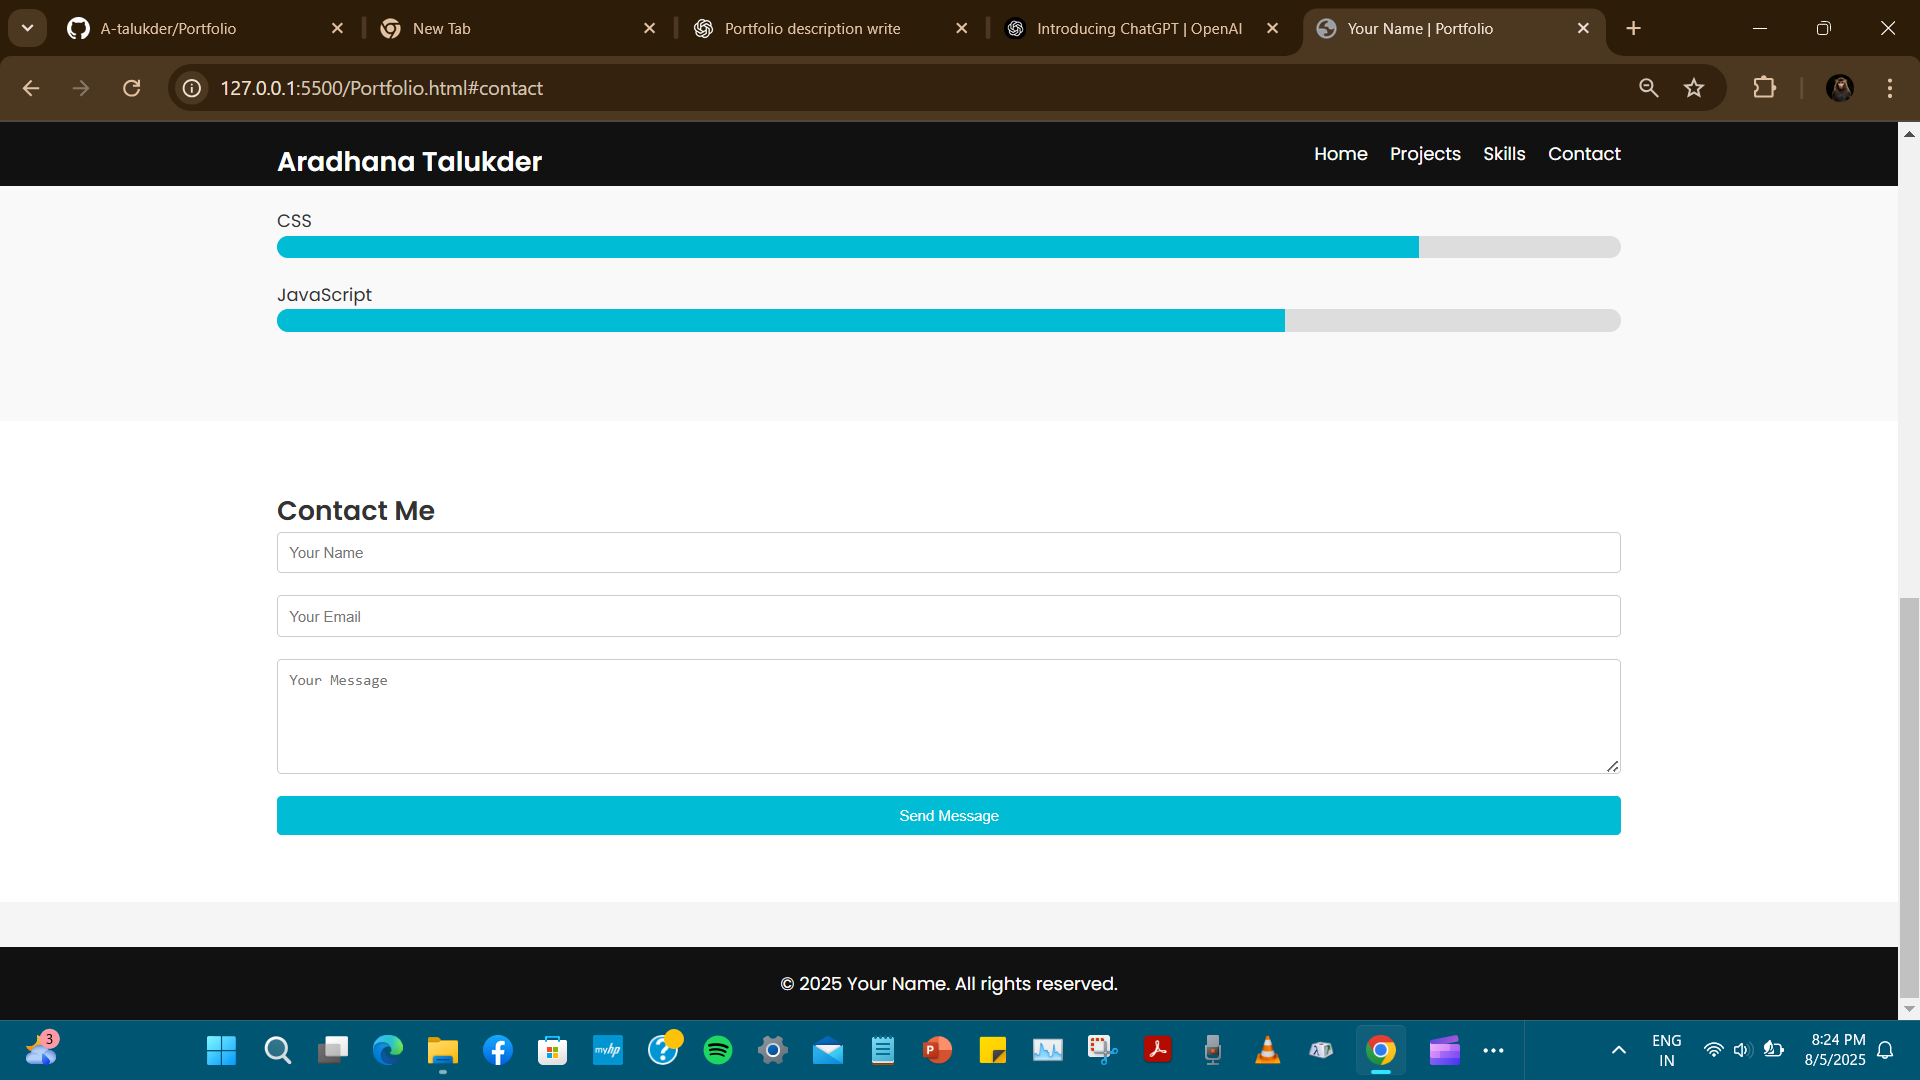 A-talukder/Portfolio
New Tab
Portfolio description write
Introducing ChatGPT | OpenAI
Your Name | Portfolio
127.0.0.1:5500/Portfolio.html#contact
Aradhana Talukder
Home Projects Skills Contact
CSS
JavaScript
Contact Me
Your Name
Your Email
Your Message
Send Message
© 2025 Your Name. All rights reserved.
3
myhp
ENG
IN
8:24 PM
8/5/2025